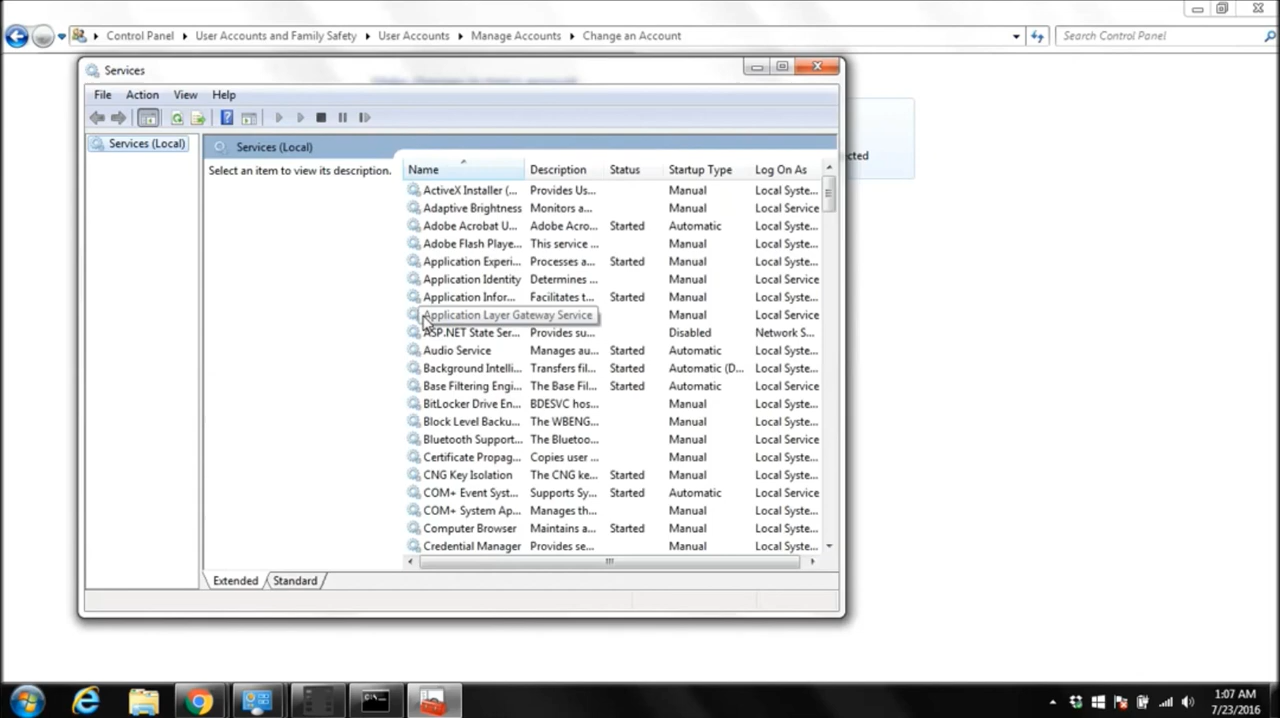 Control Panel User Accounts and Family Safety User Accounts Manage Accounts Change an Account Search Control Panel
Services
File Action View Help
Services (Local)
Services (Local)
Select an item to view its description.
Name Description Status Startup Type Log On As
ActiveX Installer (... Provides Us... Manual Local Syste...
Adaptive Brightness Monitors a... Manual Local Service
Adobe Acrobat U... Adobe Acro... Started Automatic Local Syste...
Adobe Flash Playe... This service ... Manual Local Syste...
Application Experi... Processes a... Started Manual Local Syste...
Application Identity Determines ... Manual Local Service
Application Infor... Facilitates t... Started Manual Local Syste...
Application Layer Gateway Service Manual Local Service
ASP.NET State Ser... Provides su... Disabled Network S...
Audio Service Manages au... Started Automatic Local Syste...
Background Intelli... Transfers fil... Started Automatic (D... Local Syste...
Base Filtering Engi... The Base Fil... Started Automatic Local Service
BitLocker Drive En... BDESVC hos... Manual Local Syste...
Block Level Backu... The WBENG... Manual Local Syste...
Bluetooth Support... The Bluetoo... Manual Local Service
Certificate Propag... Copies user ... Manual Local Syste...
CNG Key Isolation The CNG ke... Started Manual Local Syste...
COM+ Event Syst... Supports Sy... Started Automatic Local Service
COM+ System Ap... Manages th... Manual Local Syste...
Computer Browser Maintains a... Started Manual Local Syste...
Credential Manager Provides se... Manual Local Syste...
Extended Standard
1:07 AM
7/23/2016